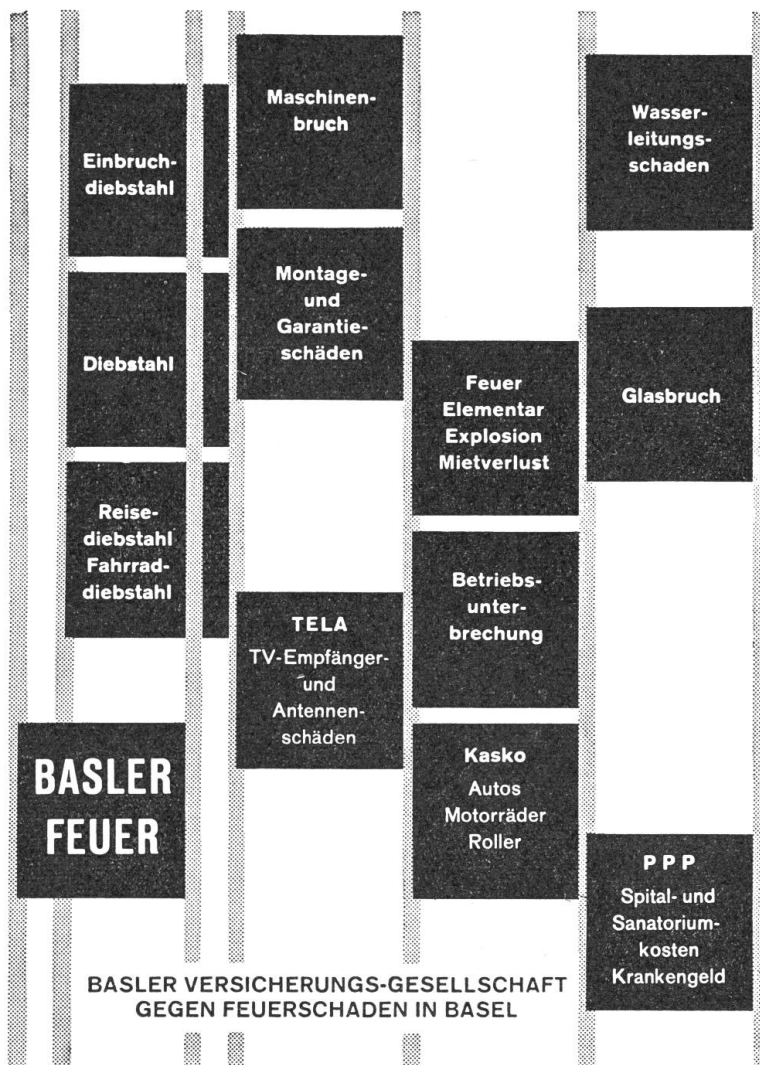 Einbruch-
diebstahl
Diebstahl
Reise-
diebstahl
Fahrrad-
diebstahl
BASLER
FEUER
Maschinen-
bruch
Montage-
und
Garantie-
schäden
TELA
TV-Empfänger-
und
Antennen-
schäden
Feuer
Elementar
Explosion
Mietverlust
Betriebs-
unter-
brechung
Kasko
Autos
Motorräder
Roller
Wasser-
leitungs-
schaden
Glasbruch
PPP
Spital- und
Sanatorium-
kosten
Krankengeld
BASLER VERSICHERUNGS-GESELLSCHAFT
GEGEN FEUERSCHADEN IN BASEL